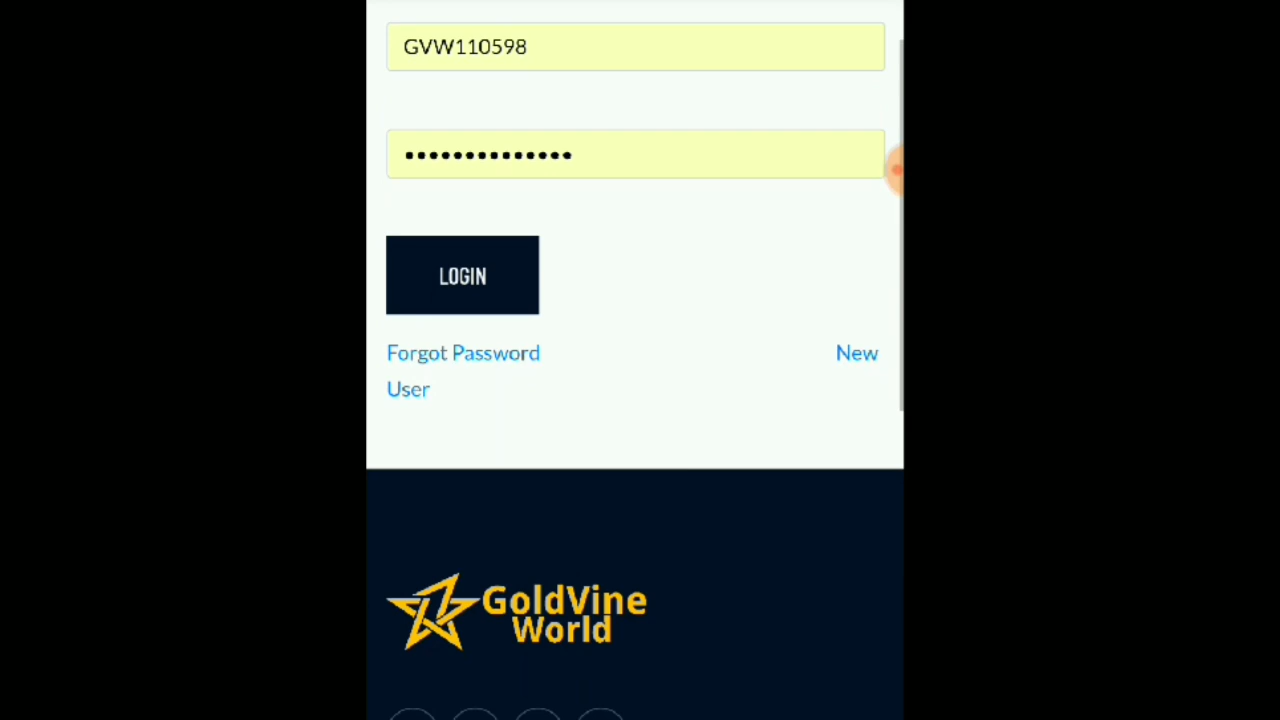 GVW110598
••••••••••••••
LOGIN
Forgot Password New
User
GoldVine
World